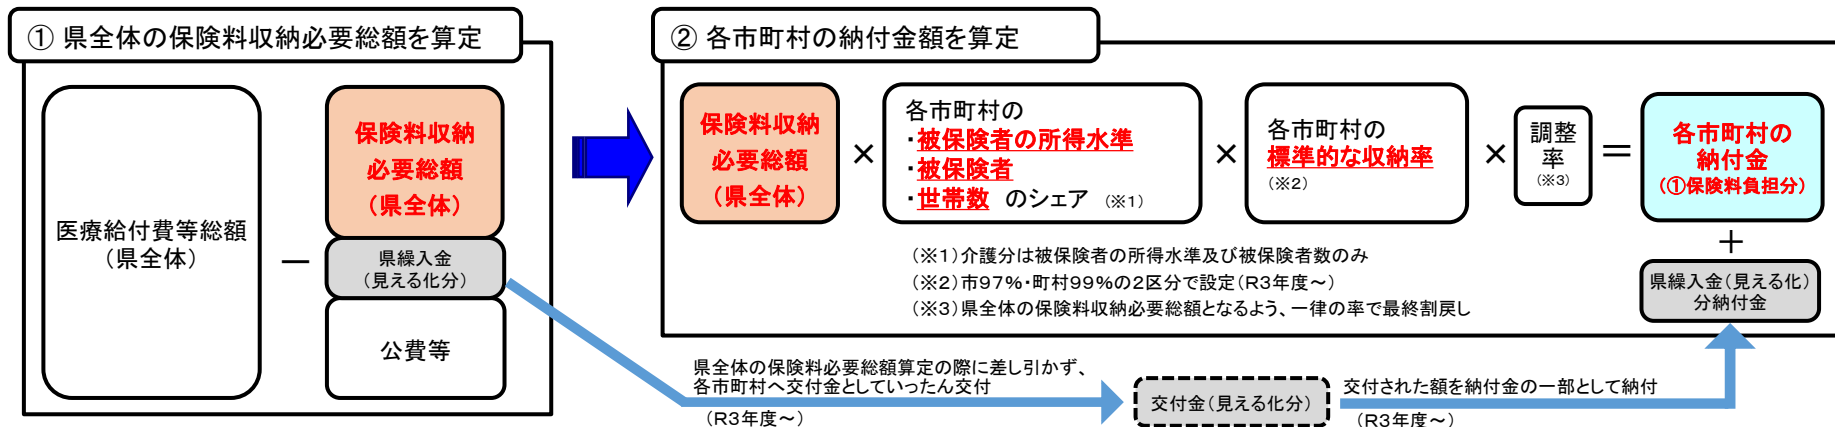 ① 県全体の保険料収納必要総額を算定
医療給付費等総額
（県全体）
－
保険料収納
必要総額
（県全体）
県繰入金
（見える化分）
公費等
② 各市町村の納付金額を算定
保険料収納
必要総額
（県全体）
×
各市町村の
・被保険者の所得水準
・被保険者
・世帯数 のシェア （※1）
×
各市町村の
標準的な収納率
（※2）
×
調整
率
（※3）
＝
各市町村の
納付金
（①保険料負担分）
＋
県繰入金（見える化）
分納付金
（※1）介護分は被保険者の所得水準及び被保険者数のみ
（※2）市97％・町村99％の2区分で設定（R3年度～）
（※3）県全体の保険料収納必要総額となるよう、一律の率で最終割戻し
県全体の保険料必要総額算定の際に差し引かず、
各市町村へ交付金としていったん交付
（R3年度～）
交付金（見える化分）
交付された額を納付金の一部として納付
（R3年度～）